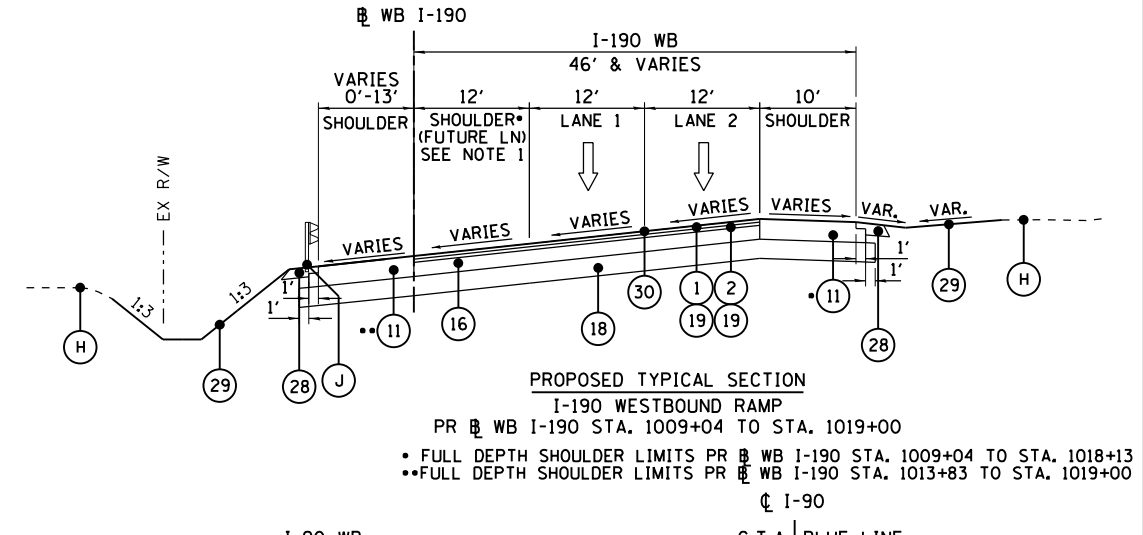 ℄ WB I-190
I-190 WB
46' & VARIES
VARIES
0'-13'
12'
12'
12'
10'
SHOULDER
SHOULDER•
(FUTURE LN)
SEE NOTE 1
LANE 1
LANE 2
SHOULDER
EX R/W
VARIES
VARIES
VARIES
VARIES
VARIES
VAR.
VAR.
1:3
1:3
1'
1'
1'
1'
H
29
28
J
••11
16
18
30
1
2
19
19
•11
28
29
H
PROPOSED TYPICAL SECTION
I-190 WESTBOUND RAMP
PR ℄ WB I-190 STA. 1009+04 TO STA. 1019+00
• FULL DEPTH SHOULDER LIMITS PR ℄ WB I-190 STA. 1009+04 TO STA. 1018+13
••FULL DEPTH SHOULDER LIMITS PR ℄ WB I-190 STA. 1013+83 TO STA. 1019+00
℄ I-90
I-90 WB
C.T.A. BLUE LINE